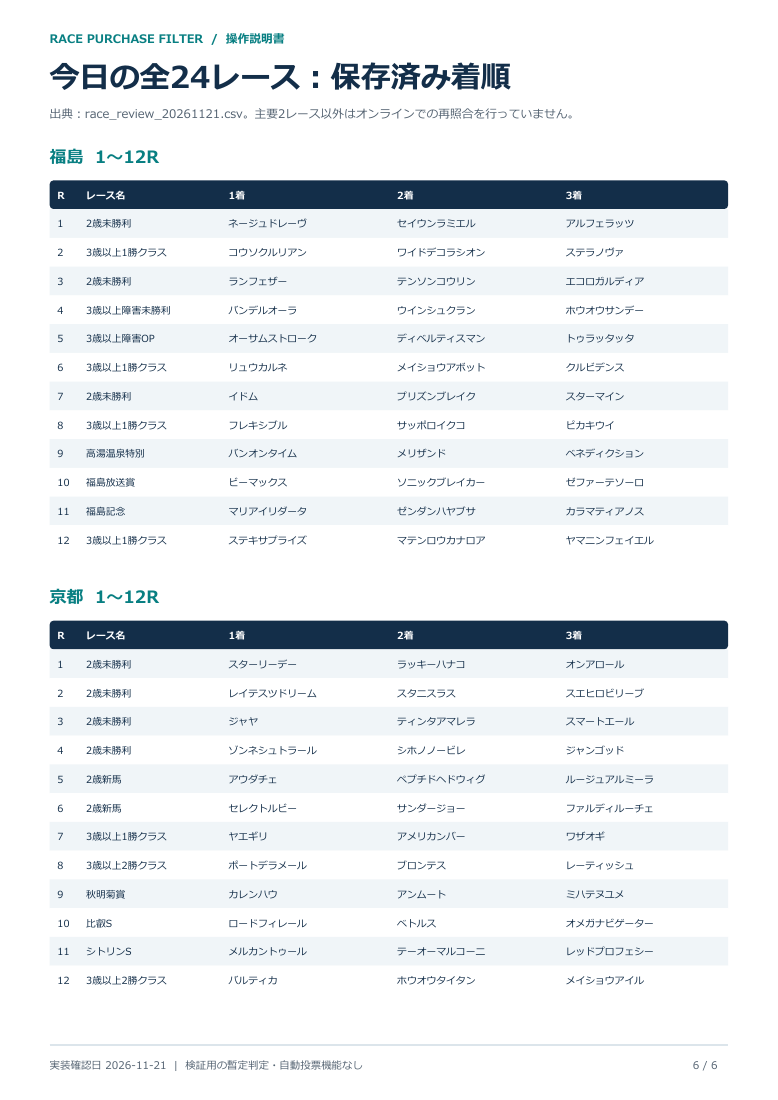 RACE PURCHASE FILTER / 操作説明書
今日の全24レース：保存済み着順
出典：race_review_20261121.csv。主要2レース以外はオンラインでの再照合を行っていません。
福島 1〜12R
R レース名 1着 2着 3着
1 2歳未勝利 ネージュドレーヴ セイウンラミエル アルフェラッツ
2 3歳以上1勝クラス コウソクルリアン ワイドデコラシオン ステラノヴァ
3 2歳未勝利 ランフェザー テンソンコウリン エコロガルディア
4 3歳以上障害未勝利 バンデルオーラ ウインシュクラン ホウオウサンデー
5 3歳以上障害OP オーサムストローク ディベルティスマン トゥラッタッタ
6 3歳以上1勝クラス リュウカルネ メイショウアボット クルピデンス
7 2歳未勝利 イドム プリズンブレイク スターマイン
8 3歳以上1勝クラス フレキシブル サッポロイクコ ピカキウイ
9 高湯温泉特別 バンオンタイム メリザンド ベネディクション
10 福島放送賞 ビーマックス ソニックブレイカー ゼファーテソーロ
11 福島記念 マリアイリダータ ゼンダンハヤブサ カラマティアノス
12 3歳以上1勝クラス ステキサプライズ マテンロウカナロア ヤマニンフェイエル
京都 1〜12R
R レース名 1着 2着 3着
1 2歳未勝利 スターリーデー ラッキーハナコ オンアロール
2 2歳未勝利 レイテスツドリーム スタニスラス スエヒロビリーブ
3 2歳未勝利 ジャヤ ティンタアマレラ スマートエール
4 2歳未勝利 ゾンネシュトラール シホノノービレ ジャンゴッド
5 2歳新馬 アウダチェ ペプチドヘドウィグ ルージュアルミーラ
6 2歳新馬 セレクトルビー サンダージョー ファルディルーチェ
7 3歳以上1勝クラス ヤエギリ アメリカンバー ワザオギ
8 3歳以上2勝クラス ポートデラメール ブロンテス レーティッシュ
9 秋明菊賞 カレンハウ アンムート ミハテヌユメ
10 比叡S ロードフィレール ペトルス オメガナビゲーター
11 シトリンS メルカントゥール テーオーマルコーニ レッドプロフェシー
12 3歳以上2勝クラス バルティカ ホウオウタイタン メイショウアイル
実装確認日 2026-11-21 | 検証用の暫定判定・自動投票機能なし 6 / 6